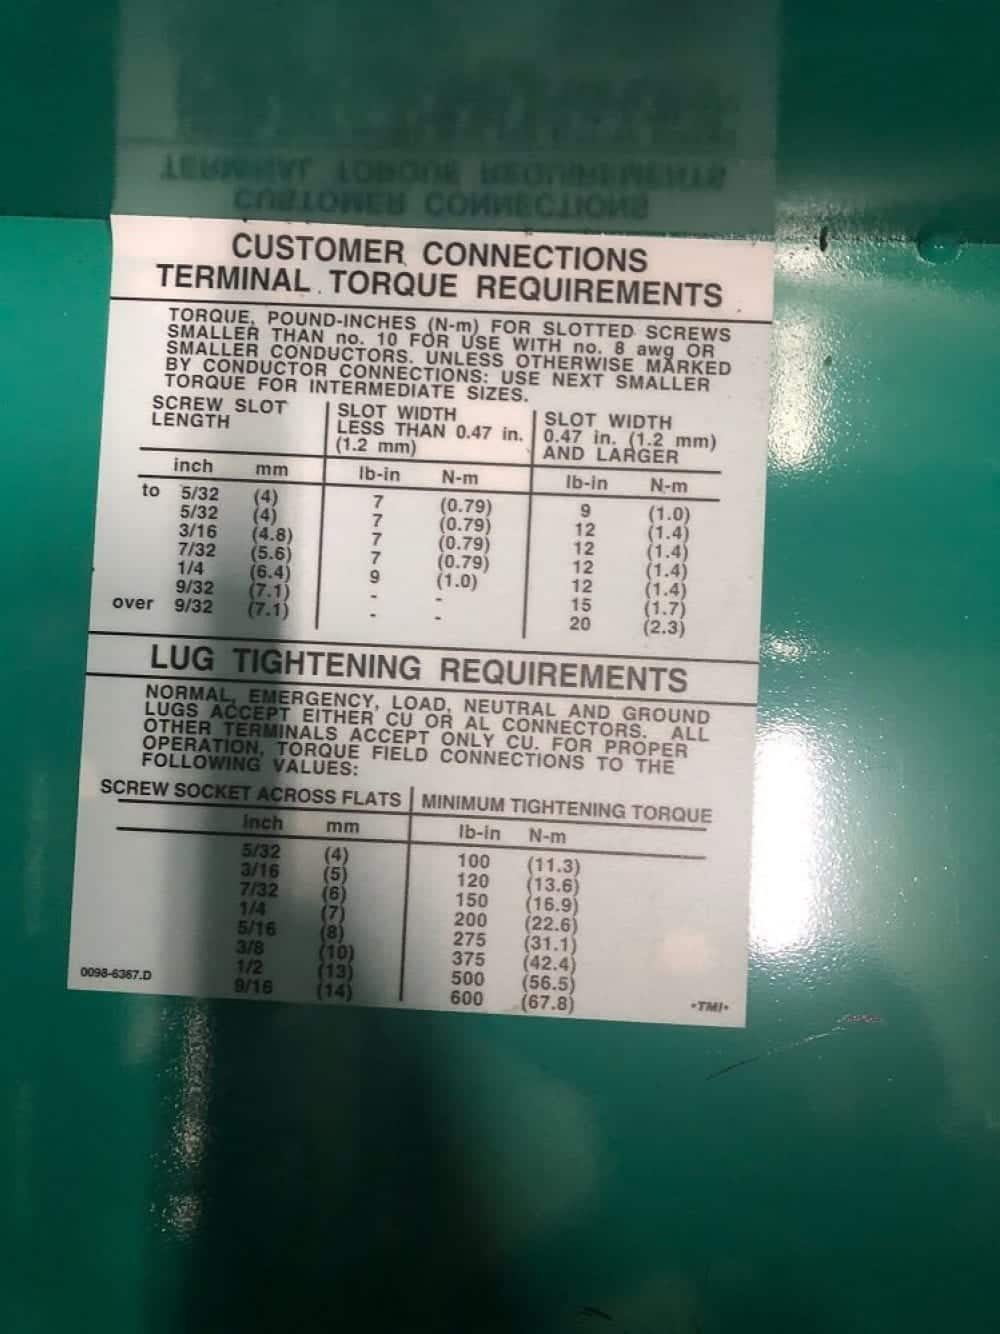 CUSTOMER CONNECTIONS
TERMINAL TORQUE REQUIREMENTS
TORQUE, POUND-INCHES (N-m) FOR SLOTTED SCREWS
SMALLER THAN no. 10 FOR USE WITH no. 8 awg OR
SMALLER CONDUCTORS. UNLESS OTHERWISE MARKED
BY CONDUCTOR CONNECTIONS: USE NEXT SMALLER
TORQUE FOR INTERMEDIATE SIZES.
SCREW SLOT LENGTH
SLOT WIDTH
LESS THAN 0.47 in.
(1.2 mm)
SLOT WIDTH
0.47 in. (1.2 mm)
AND LARGER
inch mm lb-in N-m lb-in N-m
to 5/32 (4) 7 (0.79) 9 (1.0)
5/32 (4) 7 (0.79) 12 (1.4)
3/16 (4.8) 7 (0.79) 12 (1.4)
7/32 (5.6) 7 (0.79) 12 (1.4)
1/4 (6.4) 9 (1.0) 12 (1.4)
9/32 (7.1) - - 15 (1.7)
over 9/32 (7.1) - - 20 (2.3)
LUG TIGHTENING REQUIREMENTS
NORMAL, EMERGENCY, LOAD, NEUTRAL AND GROUND
LUGS ACCEPT EITHER CU OR AL CONNECTORS. ALL
OTHER TERMINALS ACCEPT ONLY CU. FOR PROPER
OPERATION, TORQUE FIELD CONNECTIONS TO THE
FOLLOWING VALUES:
SCREW SOCKET ACROSS FLATS MINIMUM TIGHTENING TORQUE
inch mm lb-in N-m
5/32 (4) 100 (11.3)
3/16 (5) 120 (13.6)
7/32 (6) 150 (16.9)
1/4 (7) 200 (22.6)
5/16 (8) 275 (31.1)
3/8 (10) 375 (42.4)
1/2 (13) 500 (56.5)
9/16 (14) 600 (67.8)
0098-6367.D
•TMI•